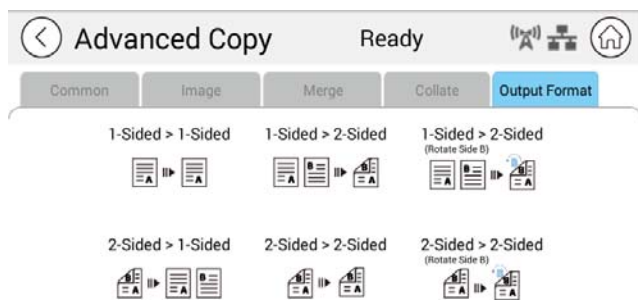 Advanced Copy Ready
Common Image Merge Collate Output Format
1-Sided > 1-Sided 1-Sided > 2-Sided 1-Sided > 2-Sided
(Rotate Side B)
A A A B B A A B B A
2-Sided > 1-Sided 2-Sided > 2-Sided 2-Sided > 2-Sided
(Rotate Side B)
B A A B B A B A B A B A